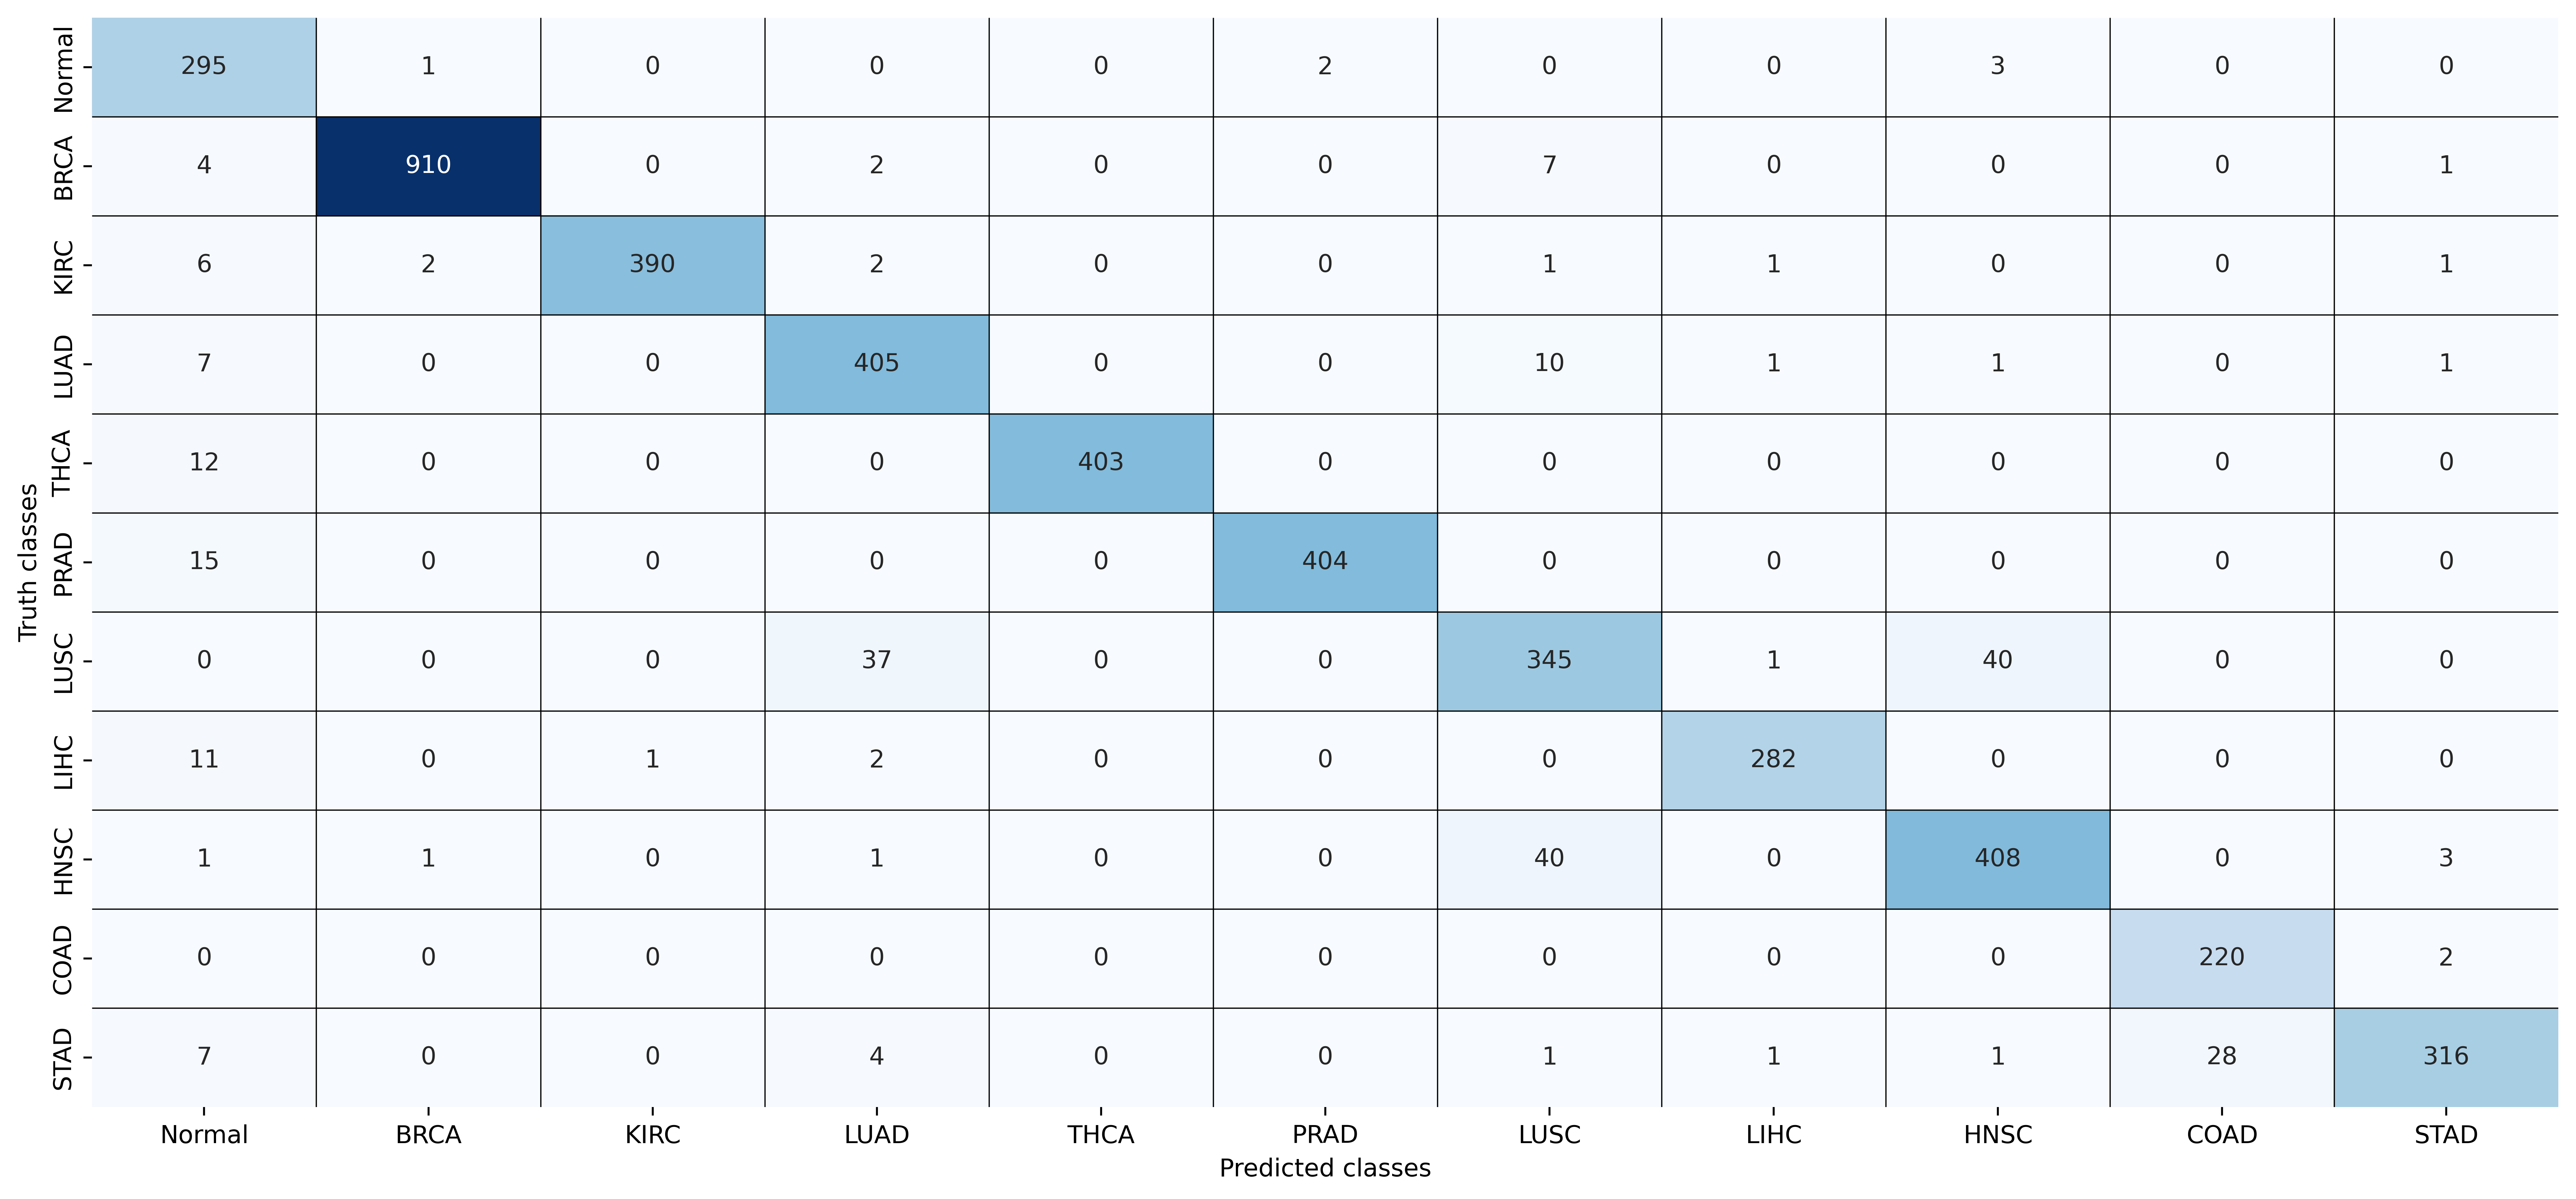 Truth classes
Normal 295 1 0 0 0 2 0 0 3 0 0
BRCA 4 910 0 2 0 0 7 0 0 0 1
KIRC 6 2 390 2 0 0 1 1 0 0 1
LUAD 7 0 0 405 0 0 10 1 1 0 1
THCA 12 0 0 0 403 0 0 0 0 0 0
PRAD 15 0 0 0 0 404 0 0 0 0 0
LUSC 0 0 0 37 0 0 345 1 40 0 0
LIHC 11 0 1 2 0 0 0 282 0 0 0
HNSC 1 1 0 1 0 0 40 0 408 0 3
COAD 0 0 0 0 0 0 0 0 0 220 2
STAD 7 0 0 4 0 0 1 1 1 28 316
Normal BRCA KIRC LUAD THCA PRAD LUSC LIHC HNSC COAD STAD
Predicted classes